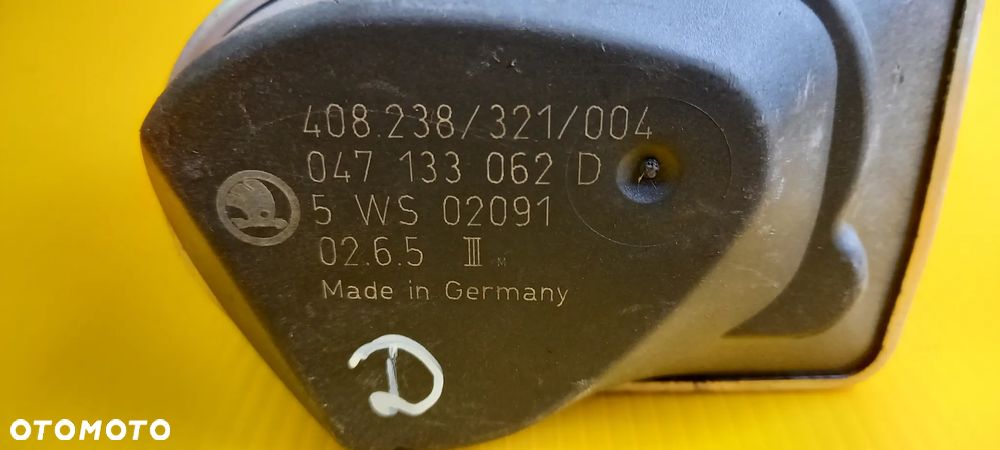 408.238/321/004
047 133 062 D
5 WS 02091
02.6.5 III M
Made in Germany
D
OTOMOTO